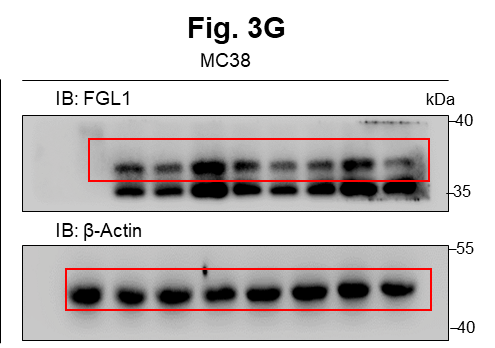 Fig. 3G
MC38
IB: FGL1
kDa
40
35
IB: β-Actin
55
40